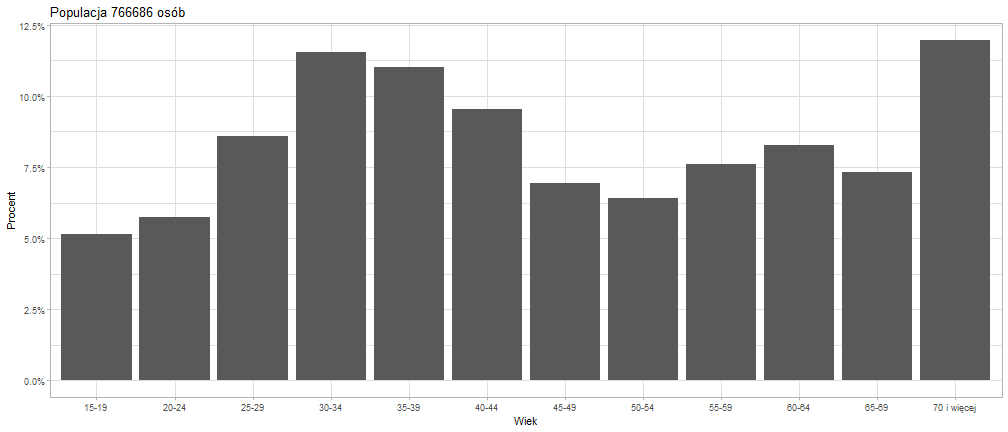 Populacja 766686 osób
12.5%
10.0%
7.5%
5.0%
2.5%
0.0%
Procent
15-19 20-24 25-29 30-34 35-39 40-44 45-49 50-54 55-59 60-64 65-69 70 i więcej
Wiek